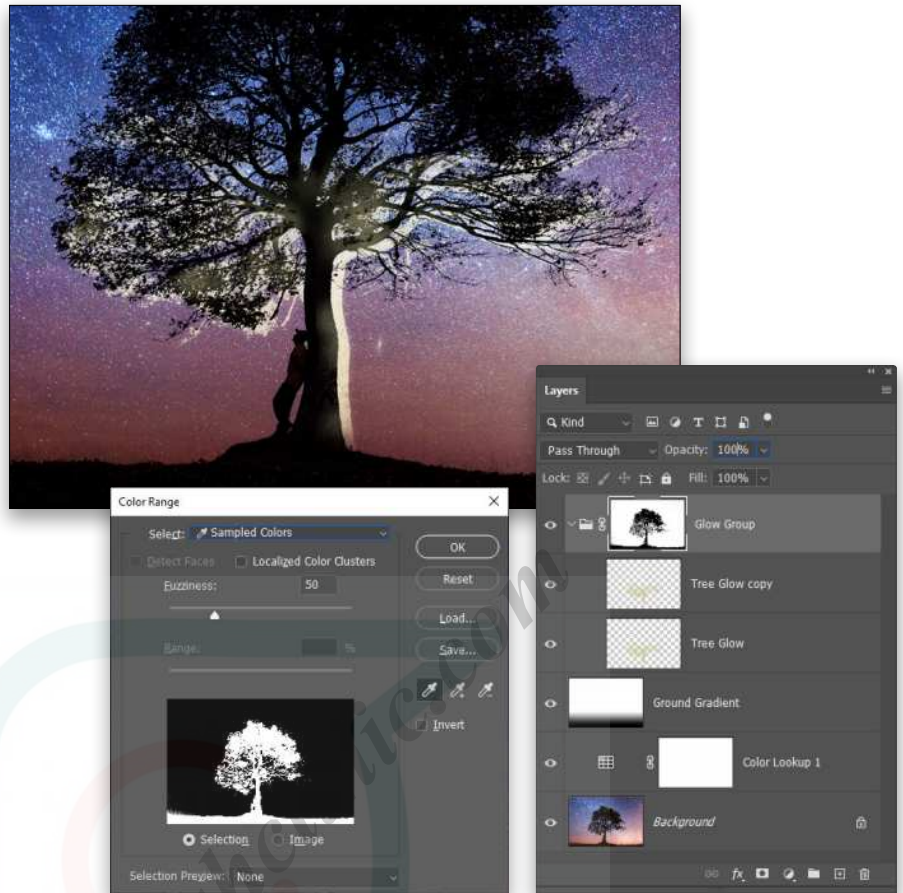 Layers
Kind
Pass Through Opacity: 100%
Lock: Fill: 100%
Glow Group
Tree Glow copy
Tree Glow
Ground Gradient
Color Lookup 1
Background
fx
Color Range
Select: Sampled Colors
OK
Detect Faces Localized Color Clusters
Reset
Fuzziness: 50
Load...
Range: %
Save...
Invert
Selection Image
Selection Preview: None